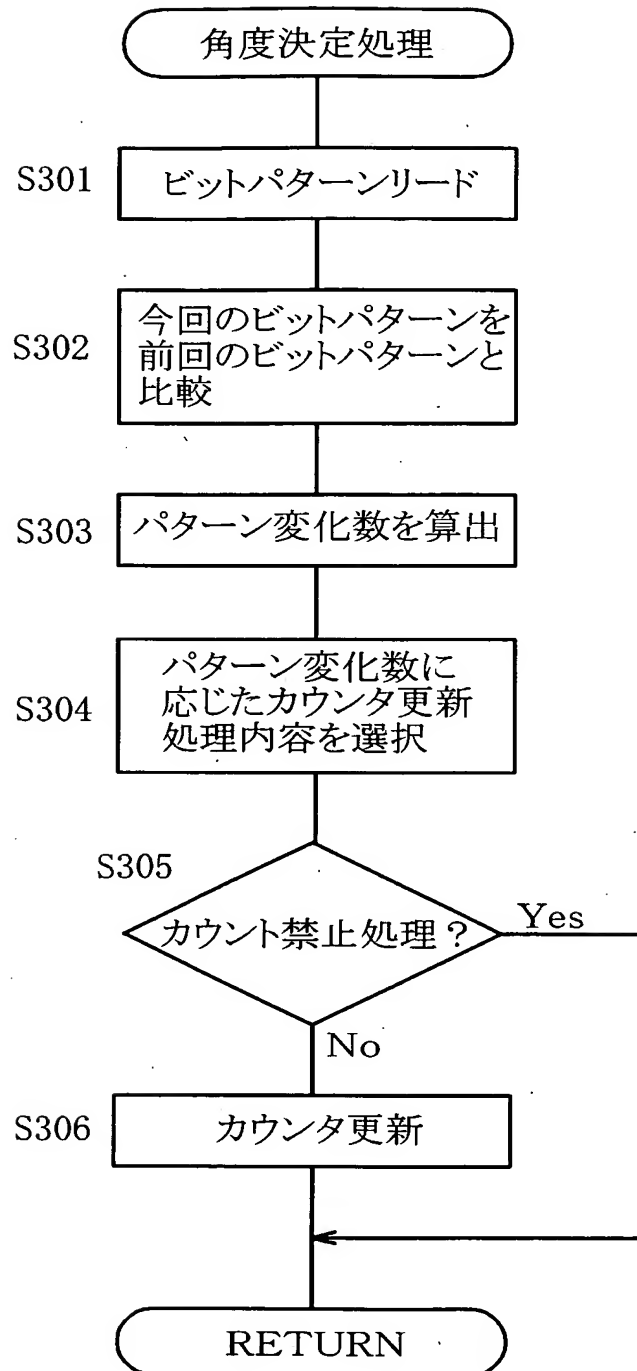 角度決定処理
S301
ビットパターンリード
S302
今回のビットパターンを
前回のビットパターンと
比較
S303
パターン変化数を算出
S304
パターン変化数に
応じたカウンタ更新
処理内容を選択
S305
カウント禁止処理?
Yes
No
S306
カウンタ更新
RETURN